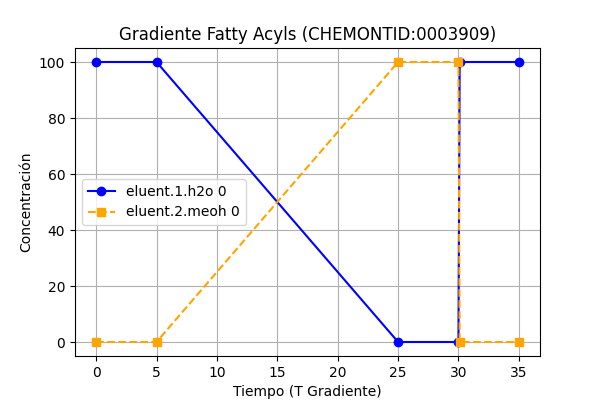 Gradiente Fatty Acyls (CHEMONTID:0003909)
Concentración
100
80
60
40
20
0
eluent.1.h2o 0
eluent.2.meoh 0
0 5 10 15 20 25 30 35
Tiempo (T Gradiente)